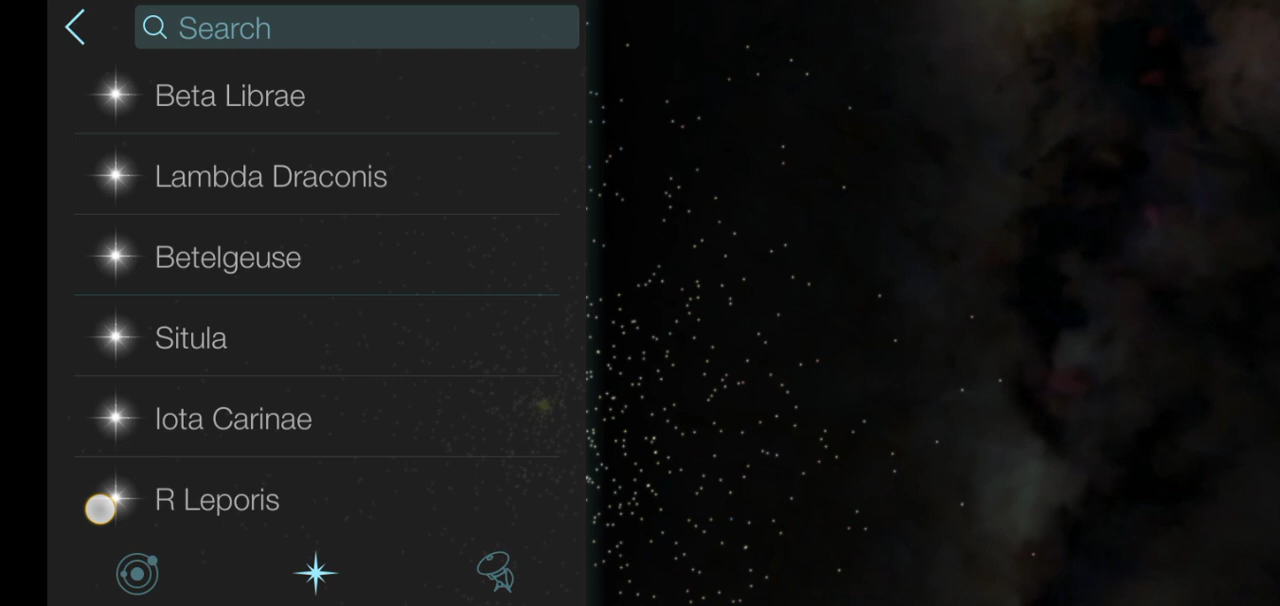 Search
Beta Librae
Lambda Draconis
Betelgeuse
Situla
Iota Carinae
R Leporis